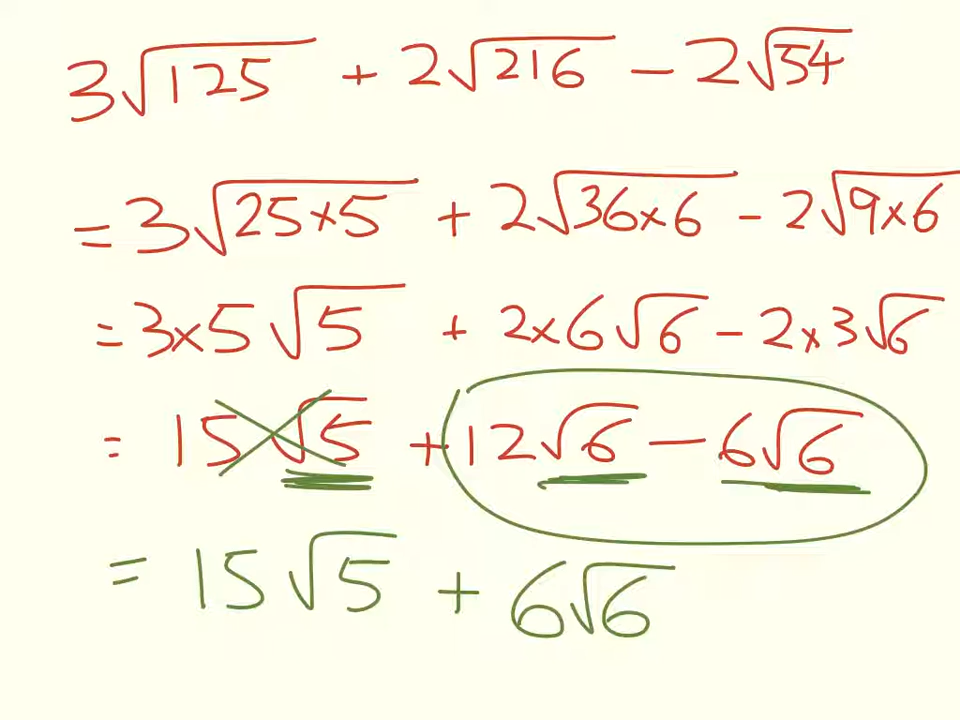 3√125 + 2√216 - 2√54
= 3√25×5 + 2√36×6 - 2√9×6
= 3×5√5 + 2×6√6 - 2×3√6
= 15√5 + 12√6 - 6√6
= 15√5 + 6√6